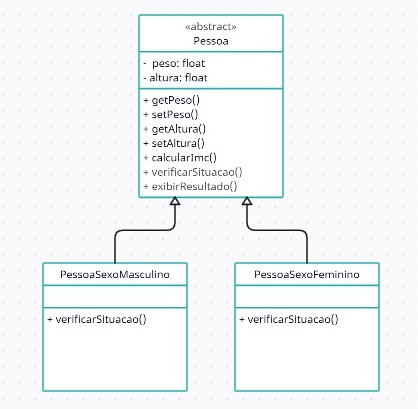 «abstract»
Pessoa
- peso: float
- altura: float
+ getPeso()
+ setPeso()
+ getAltura()
+ setAltura()
+ calcularImc()
+ verificarSituacao()
+ exibirResultado()
PessoaSexoMasculino
+ verificarSituacao()
PessoaSexoFeminino
+ verificarSituacao()